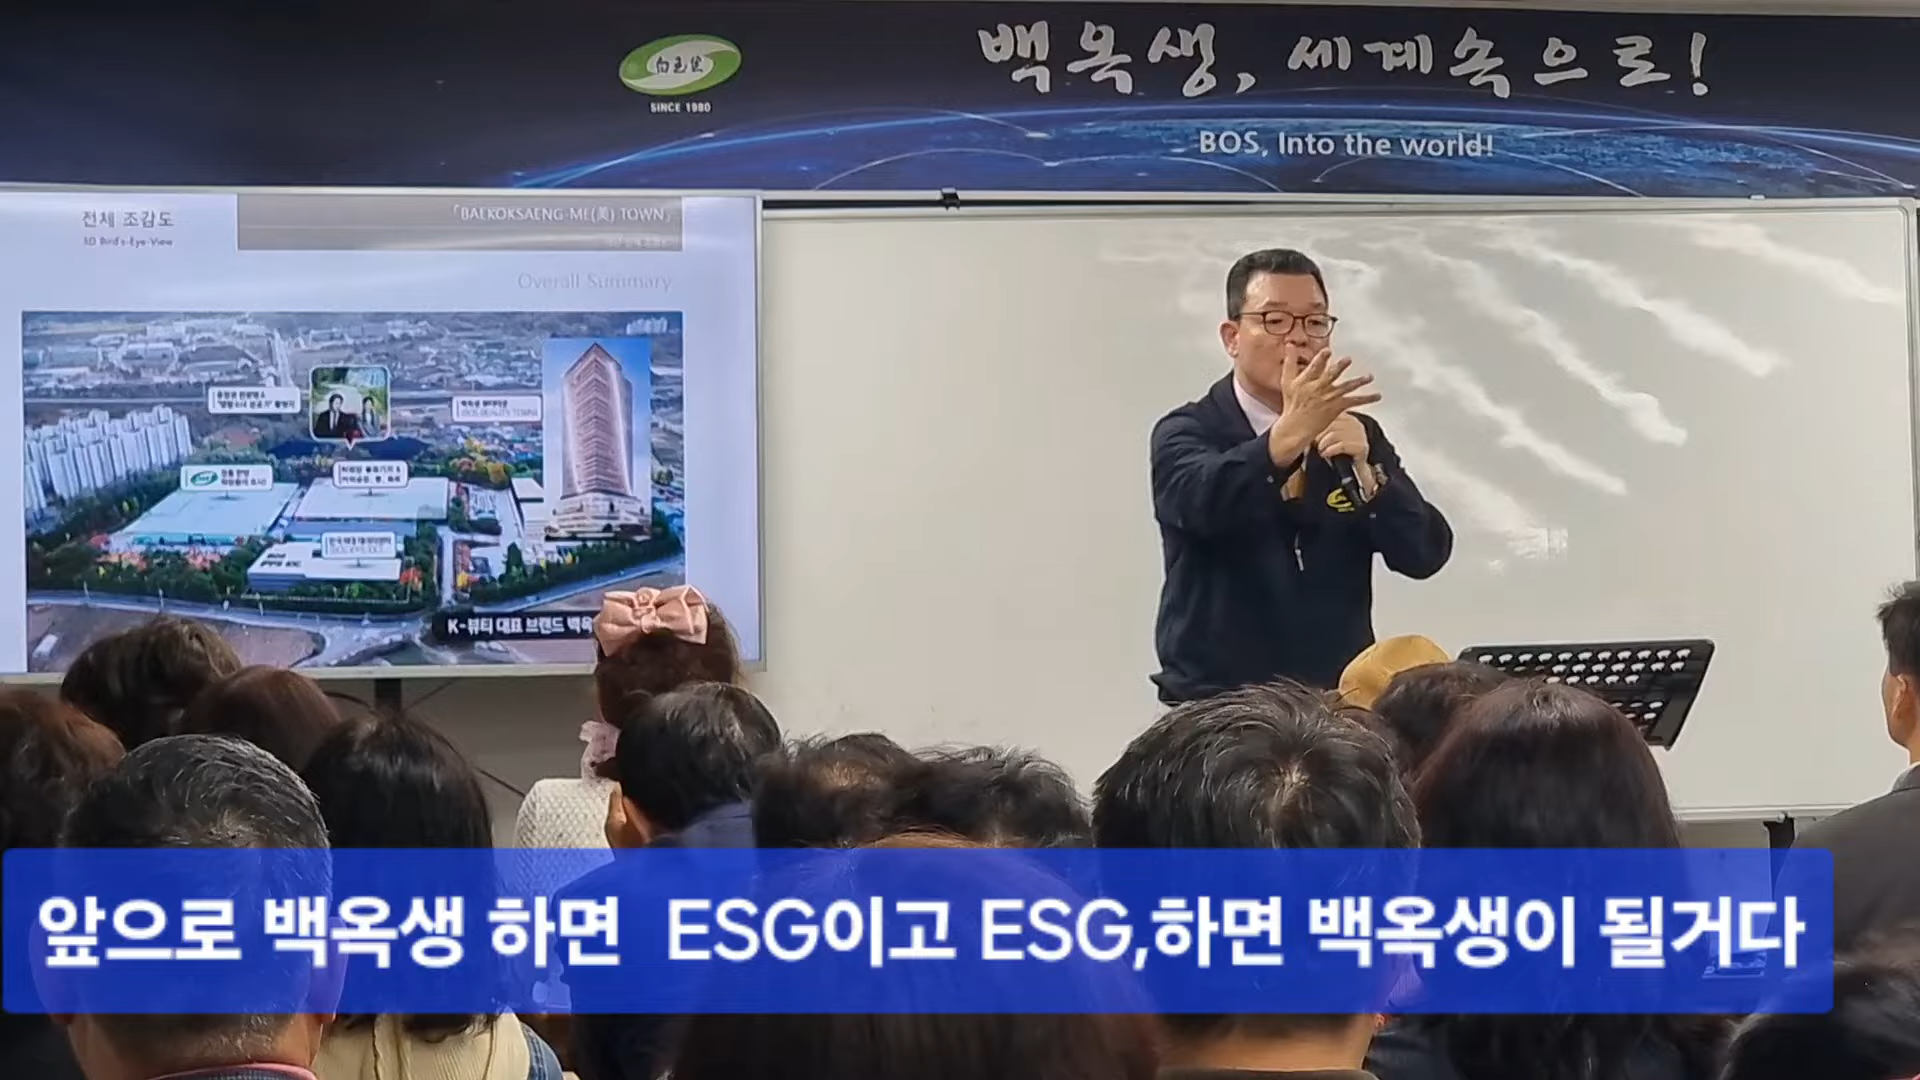 白玉生
SINCE 1980
백옥생, 세계속으로!
BOS, Into the world!
전체 조감도
3D Bird's-Eye-View
「BAEKOKSAENG-ME(美) TOWN」
Overall Summary
K-뷰티 대표 브랜드 백옥
앞으로 백옥생 하면 ESG이고 ESG,하면 백옥생이 될거다